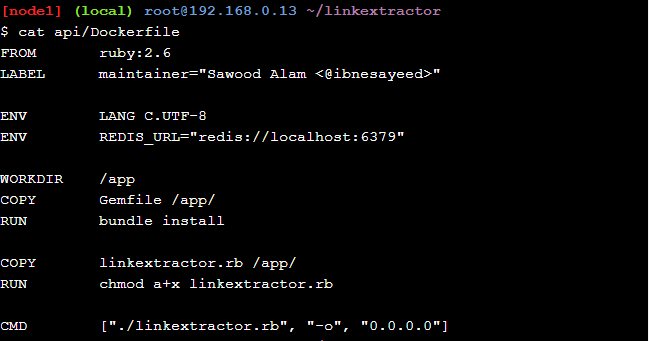 [node1] (local) root@192.168.0.13 ~/linkextractor
$ cat api/Dockerfile
FROM       ruby:2.6
LABEL      maintainer="Sawood Alam <@ibnesayeed>"
ENV        LANG C.UTF-8
ENV        REDIS_URL="redis://localhost:6379"
WORKDIR    /app
COPY       Gemfile /app/
RUN        bundle install
COPY       linkextractor.rb /app/
RUN        chmod a+x linkextractor.rb
CMD        ["./linkextractor.rb", "-o", "0.0.0.0"]